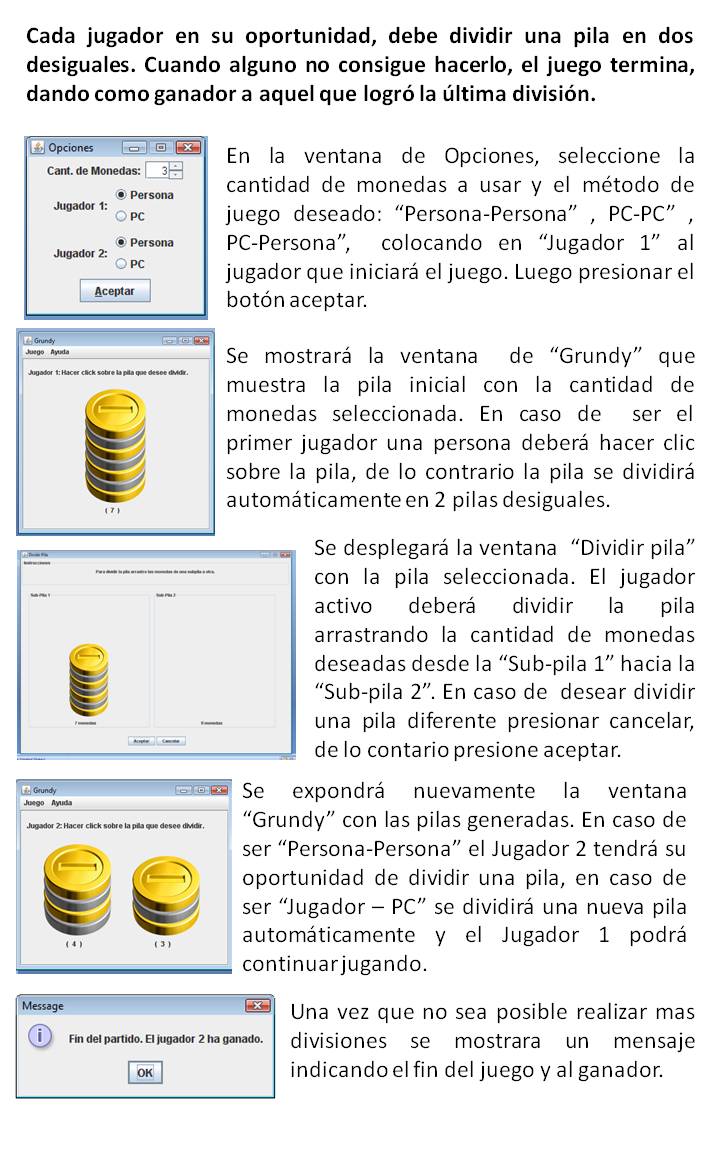 Cada jugador en su oportunidad, debe dividir una pila en dos
desiguales. Cuando alguno no consigue hacerlo, el juego termina,
dando como ganador a aquel que logró la última división.
Opciones
Cant. de Monedas: 3
Jugador 1:
Persona
PC
Jugador 2:
Persona
PC
Aceptar
En la ventana de Opciones, seleccione la
cantidad de monedas a usar y el método de
juego deseado: “Persona-Persona” , PC-PC” ,
PC-Persona”, colocando en “Jugador 1” al
jugador que iniciará el juego. Luego presionar el
botón aceptar.
Grundy
Juego Ayuda
Jugador 1: Hacer click sobre la pila que desee dividir.
( 7 )
Se mostrará la ventana de “Grundy” que
muestra la pila inicial con la cantidad de
monedas seleccionada. En caso de ser el
primer jugador una persona deberá hacer clic
sobre la pila, de lo contrario la pila se dividirá
automáticamente en 2 pilas desiguales.
Dividir Pila
Instrucciones
Para dividir la pila arrastre las monedas de una subpila a otra.
Sub-Pila 1
Sub-Pila 2
7 monedas
0 monedas
Aceptar
Cancelar
Se desplegará la ventana “Dividir pila”
con la pila seleccionada. El jugador
activo deberá dividir la pila
arrastrando la cantidad de monedas
deseadas desde la “Sub-pila 1” hacia la
“Sub-pila 2”. En caso de desear dividir
una pila diferente presionar cancelar,
de lo contario presione aceptar.
Grundy
Juego Ayuda
Jugador 2: Hacer click sobre la pila que desee dividir.
( 4 )
( 3 )
Se expondrá nuevamente la ventana
“Grundy” con las pilas generadas. En caso de
ser “Persona-Persona” el Jugador 2 tendrá su
oportunidad de dividir una pila, en caso de
ser “Jugador – PC” se dividirá una nueva pila
automáticamente y el Jugador 1 podrá
continuar jugando.
Message
Fin del partido. El jugador 2 ha ganado.
OK
Una vez que no sea posible realizar mas
divisiones se mostrara un mensaje
indicando el fin del juego y al ganador.